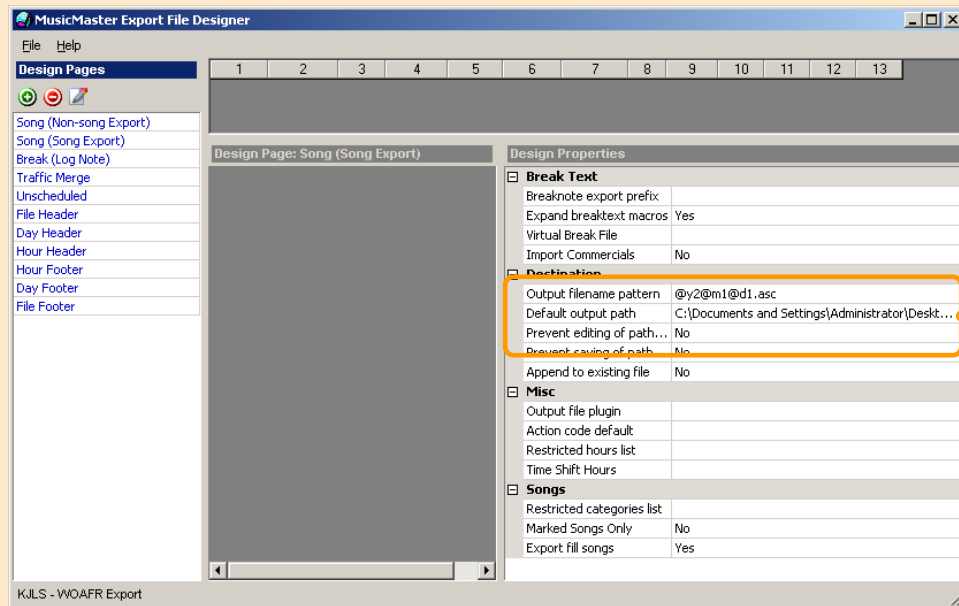 MusicMaster Export File Designer
File Help
Design Pages
1 2 3 4 5 6 7 8 9 10 11 12 13
Song (Non-song Export)
Song (Song Export)
Break (Log Note)
Traffic Merge
Unscheduled
File Header
Day Header
Hour Header
Hour Footer
Day Footer
File Footer
Design Page: Song (Song Export)
Design Properties
Break Text
Breaknote export prefix
Expand breaktext macros Yes
Virtual Break File
Import Commercials No
Destination
Output filename pattern @y2@m1@d1.asc
Default output path C:\Documents and Settings\Administrator\Deskt...
Prevent editing of path... No
Prevent saving of path No
Append to existing file No
Misc
Output file plugin
Action code default
Restricted hours list
Time Shift Hours
Songs
Restricted categories list
Marked Songs Only No
Export fill songs Yes
KJLS - WOAFR Export